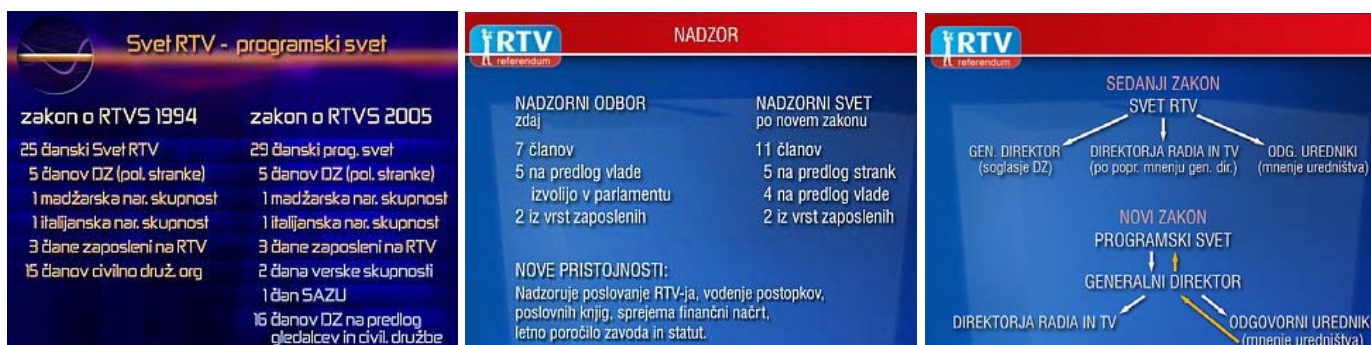 Svet RTV - programski svet
zakon o RTVS 1994
25 članski Svet RTV
5 članov DZ (pol. stranke)
1 madžarska nar. skupnost
1 italijanska nar. skupnost
3 člane zaposleni na RTV
15 članov civilno druž. org
zakon o RTVS 2005
29 članski prog. svet
5 članov DZ (pol. stranke)
1 madžarska nar. skupnost
1 italijanska nar. skupnost
3 člane zaposleni na RTV
2 člana verske skupnosti
1 član SAZU
16 članov DZ na predlog
gledalcev in civil. družbe
RTV
referendum
NADZOR
NADZORNI ODBOR
zdaj
7 članov
5 na predlog vlade
izvolijo v parlamentu
2 iz vrst zaposlenih
NADZORNI SVET
po novem zakonu
11 članov
5 na predlog strank
4 na predlog vlade
2 iz vrst zaposlenih
NOVE PRISTOJNOSTI:
Nadzoruje poslovanje RTV-ja, vodenje postopkov,
poslovnih knjig, sprejema finančni načrt,
letno poročilo zavoda in statut.
RTV
referendum
SEDANJI ZAKON
SVET RTV
GEN. DIREKTOR
(soglasje DZ)
DIREKTORJA RADIA IN TV
(po popr. mnenju gen. dir.)
ODG. UREDNIKI
(mnenje uredništva)
NOVI ZAKON
PROGRAMSKI SVET
GENERALNI DIREKTOR
DIREKTORJA RADIA IN TV
ODGOVORNI UREDNIK
(mnenje uredništva)